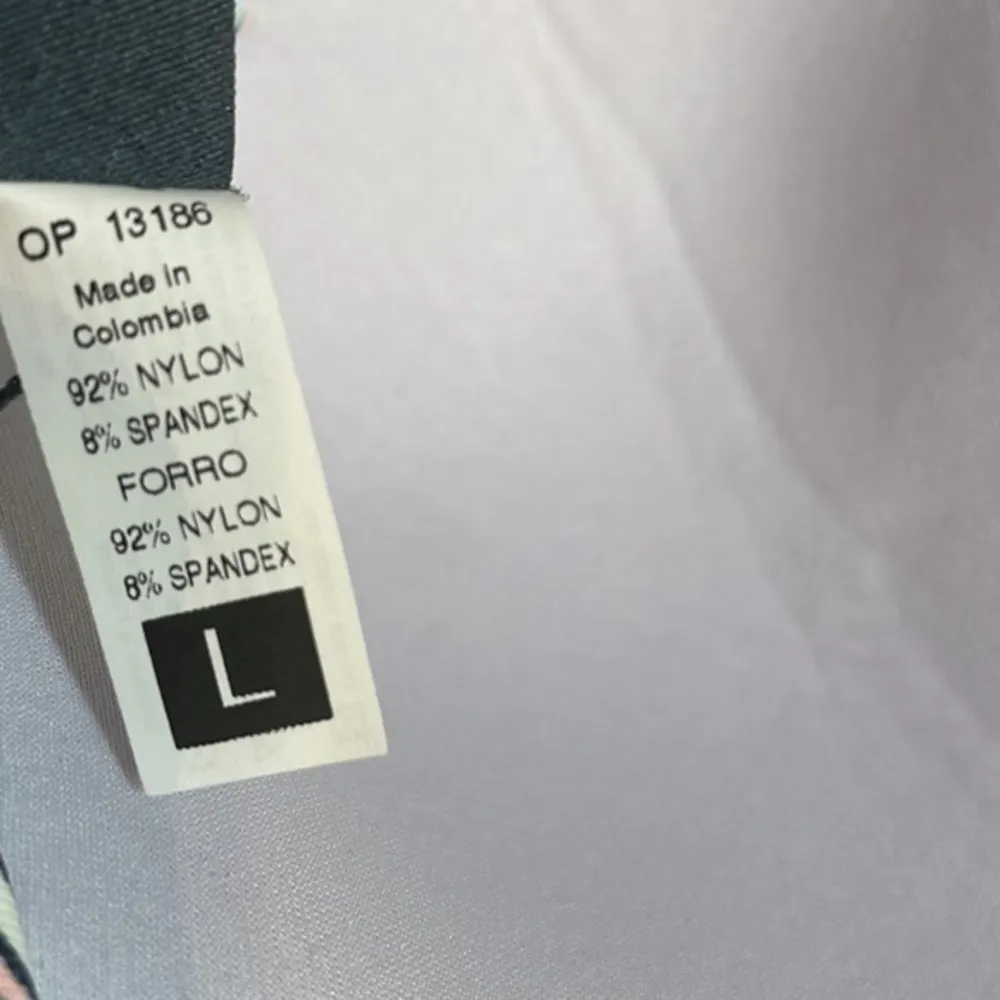 OP 13186
Made in
Colombia
92% NYLON
8% SPANDEX
FORRO
92% NYLON
8% SPANDEX
L